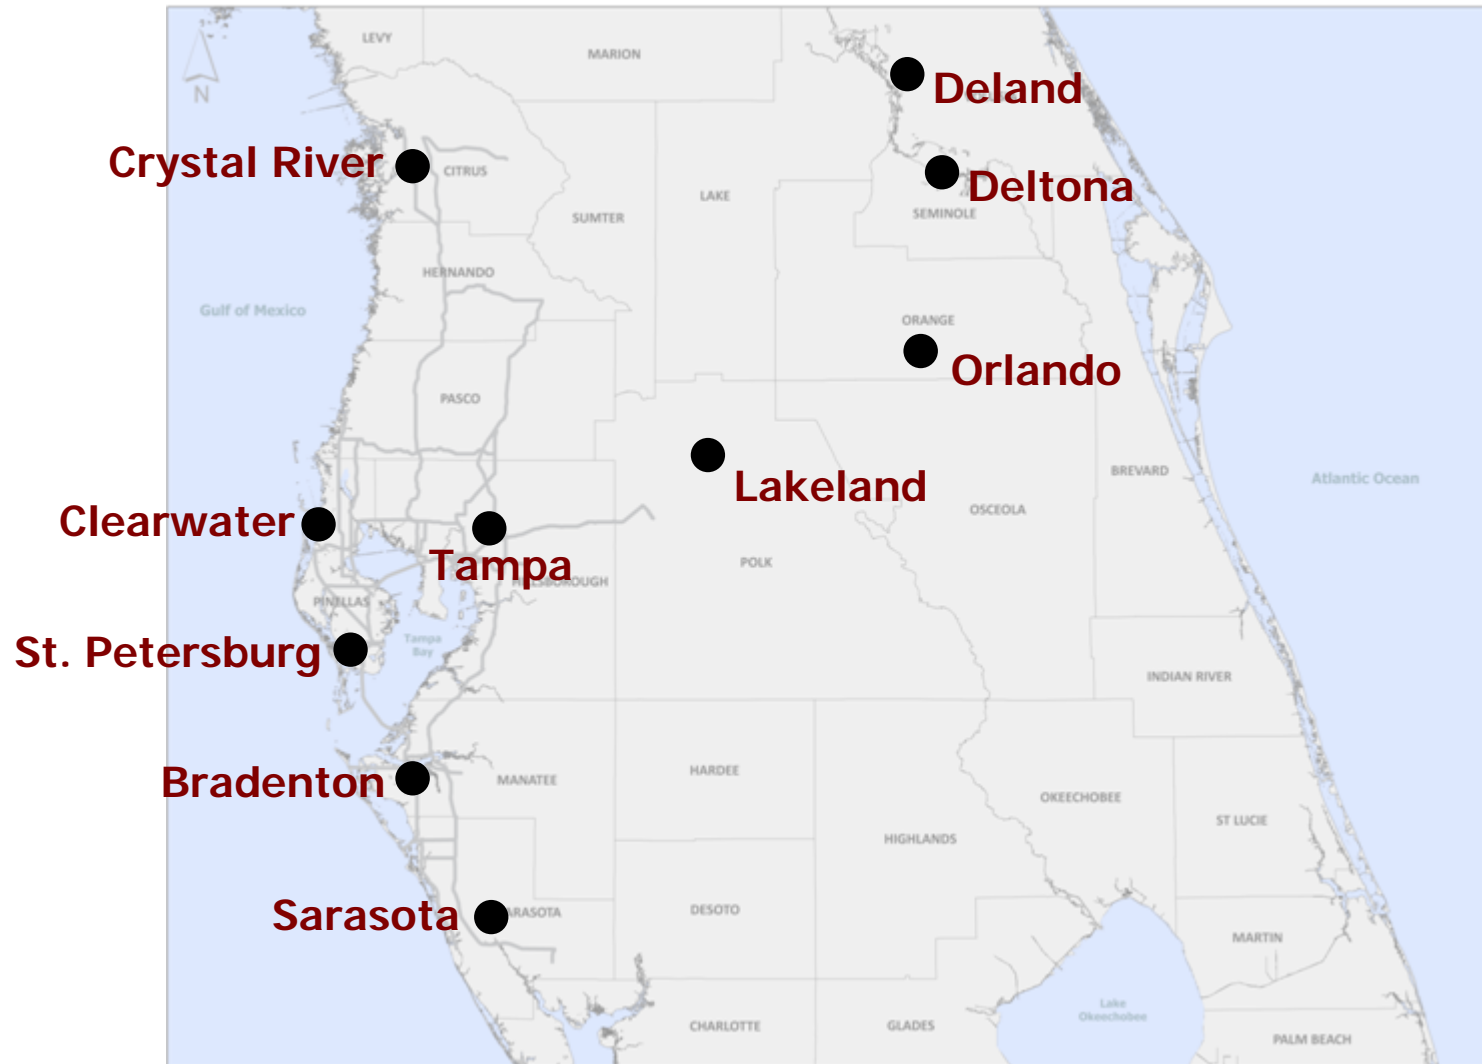 LEVY
MARION
N
Deland
Crystal River
CITRUS
Deltona
LAKE
SEMINOLE
SUMTER
HERNANDO
Gulf of Mexico
ORANGE
Orlando
PASCO
Lakeland
BREVARD
Atlantic Ocean
OSCEOLA
Clearwater
Tampa
POLK
PINELLAS
Tampa
Bay
St. Petersburg
INDIAN RIVER
Bradenton
MANATEE
HARDEE
OKEECHOBEE
ST LUCIE
HIGHLANDS
Sarasota
ARASOTA
DESOTO
MARTIN
Lake
Okeechobee
CHARLOTTE
GLADES
PALM BEACH